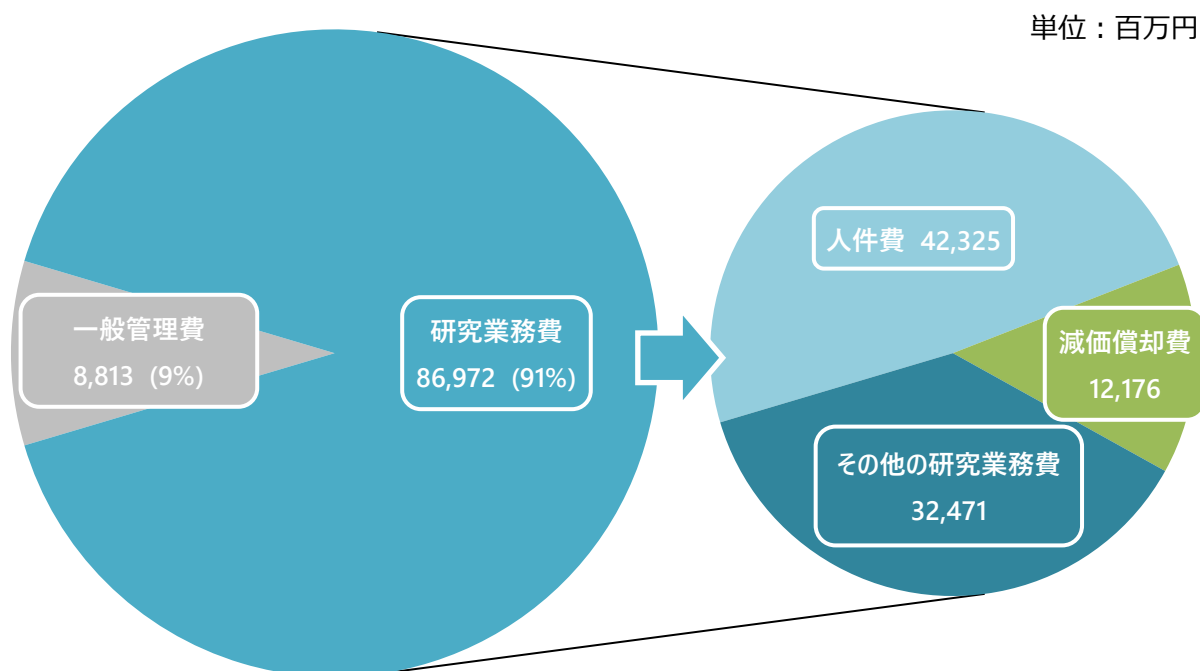 単位：百万円
一般管理費
8,813 (9%)
研究業務費
86,972 (91%)
人件費 42,325
減価償却費
12,176
その他の研究業務費
32,471